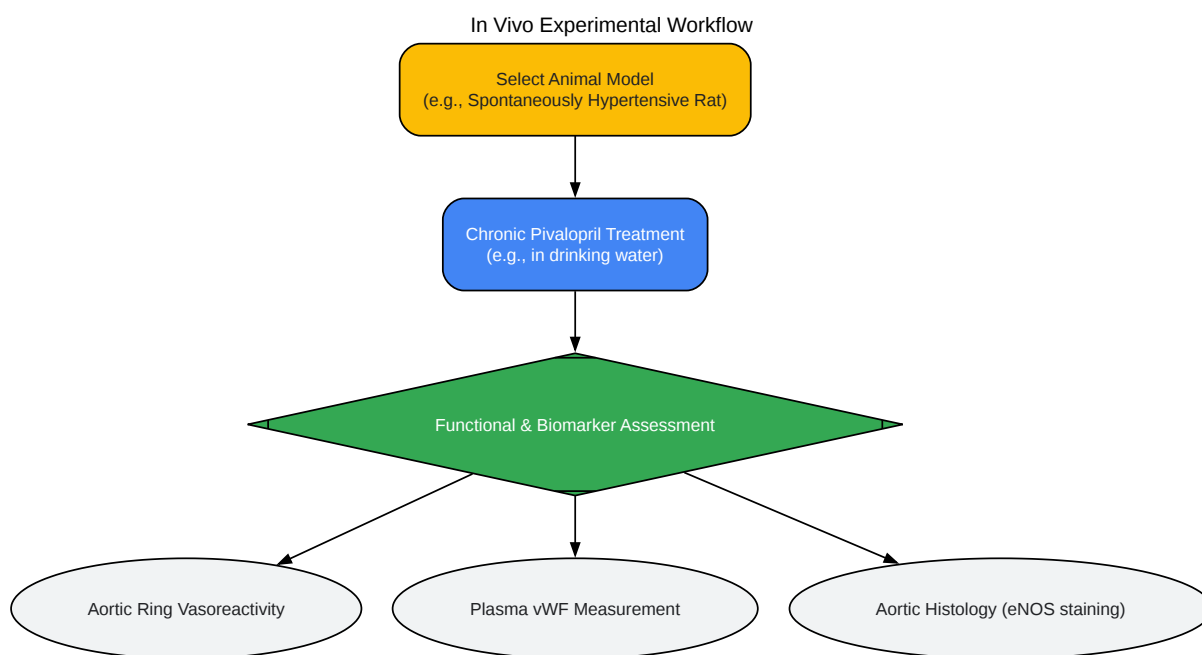 In Vivo Experimental Workflow
Select Animal Model
(e.g., Spontaneously Hypertensive Rat)
Chronic Pivalopril Treatment
(e.g., in drinking water)
Functional & Biomarker Assessment
Aortic Ring Vasoreactivity
Plasma vWF Measurement
Aortic Histology (eNOS staining)